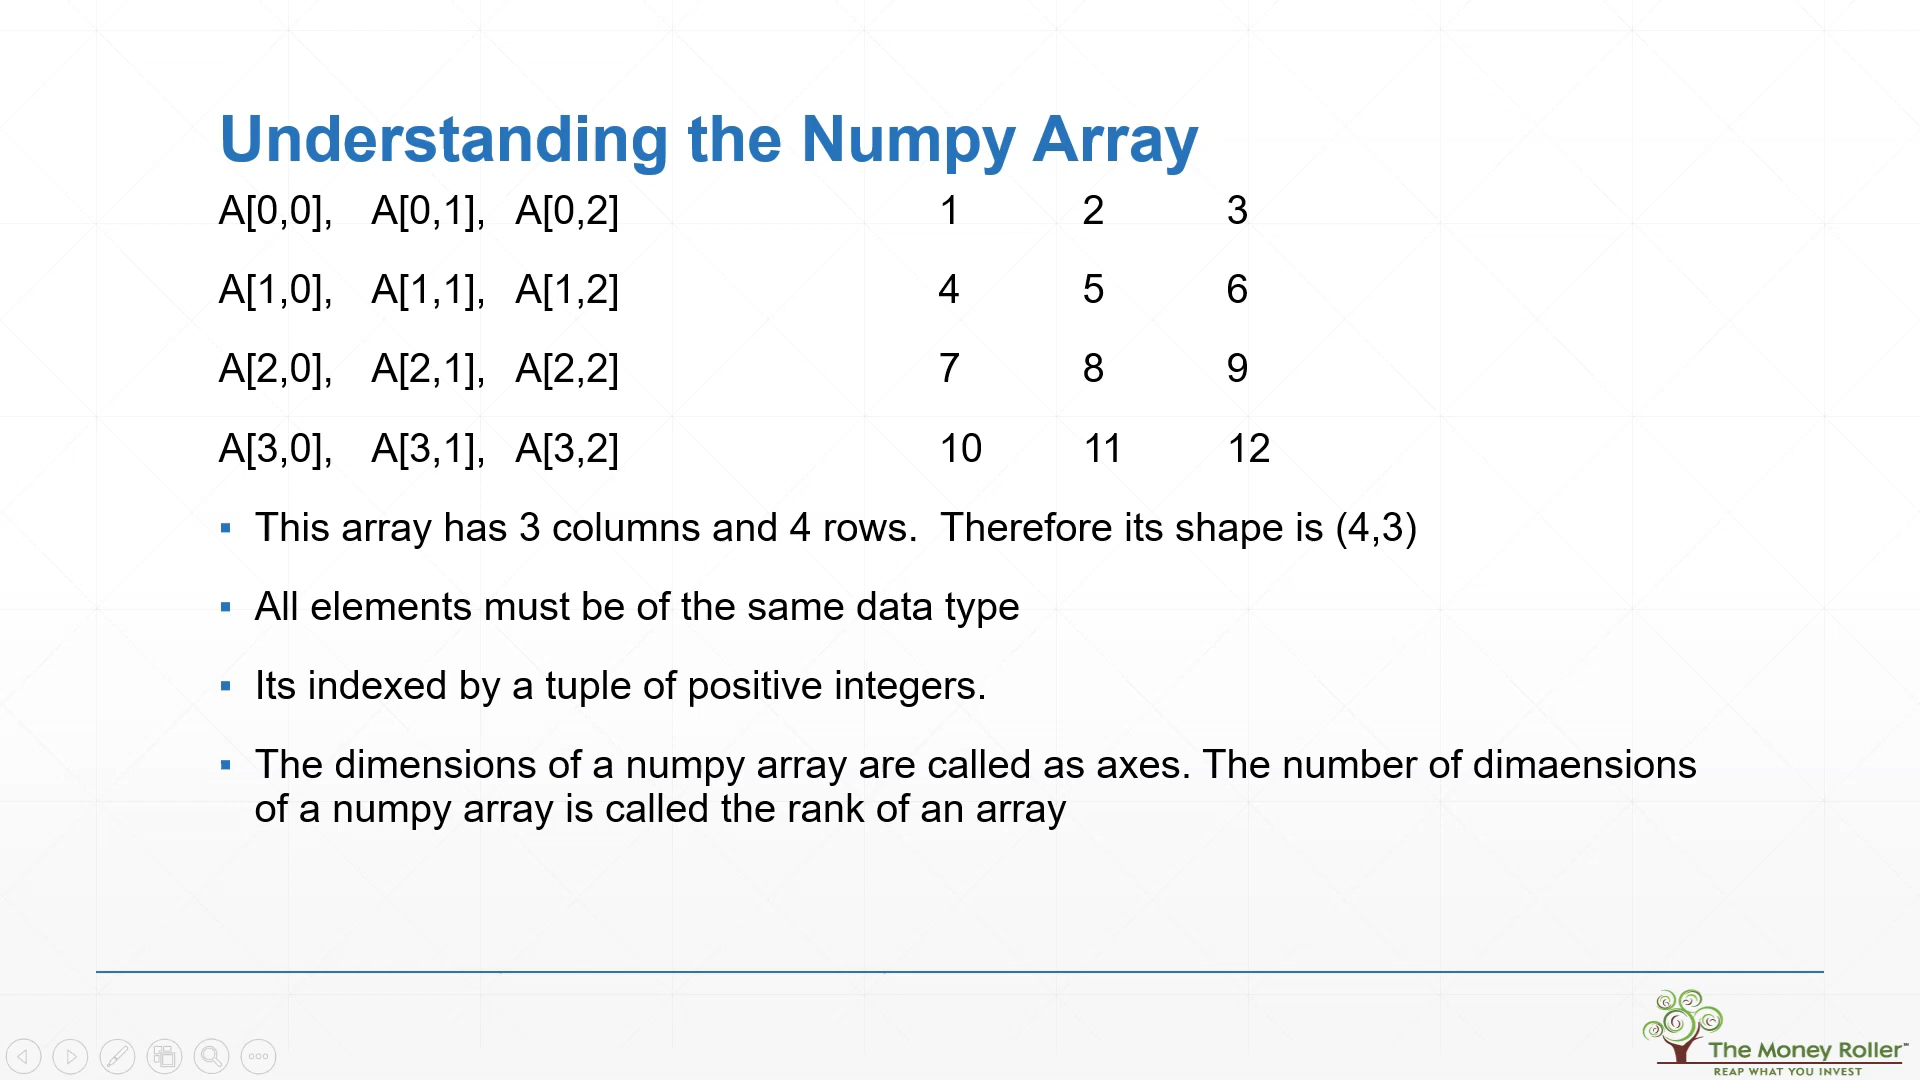 Understanding the Numpy Array
A[0,0], A[0,1], A[0,2] 1 2 3
A[1,0], A[1,1], A[1,2] 4 5 6
A[2,0], A[2,1], A[2,2] 7 8 9
A[3,0], A[3,1], A[3,2] 10 11 12
▪ This array has 3 columns and 4 rows. Therefore its shape is (4,3)
▪ All elements must be of the same data type
▪ Its indexed by a tuple of positive integers.
▪ The dimensions of a numpy array are called as axes. The number of dimaensions
of a numpy array is called the rank of an array
The Money Roller™
REAP WHAT YOU INVEST